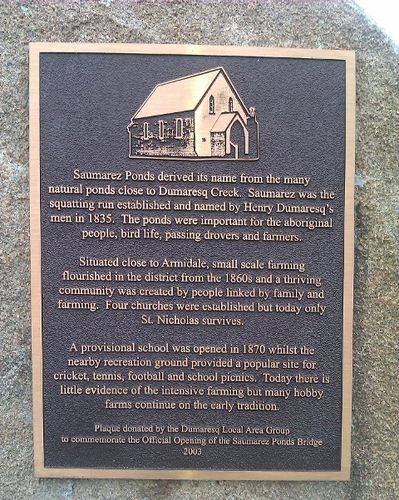 Saumarez Ponds derived its name from the many
natural ponds close to Dumaresq Creek. Saumarez was the
squatting run established and named by Henry Dumaresq's
men in 1835. The ponds were important for the aboriginal
people, bird life, passing drovers and farmers.
Situated close to Armidale, small scale farming
flourished in the district from the 1860s and a thriving
community was created by people linked by family and
farming. Four churches were established but today only
St. Nicholas survives.
A provisional school was opened in 1870 whilst the
nearby recreation ground provided a popular site for
cricket, tennis, football and school picnics. Today there is
little evidence of the intensive farming but many hobby
farms continue on the early tradition.
Plaque donated by the Dumaresq Local Area Group
to commemorate the Official Opening of the Saumarez Ponds Bridge
2003